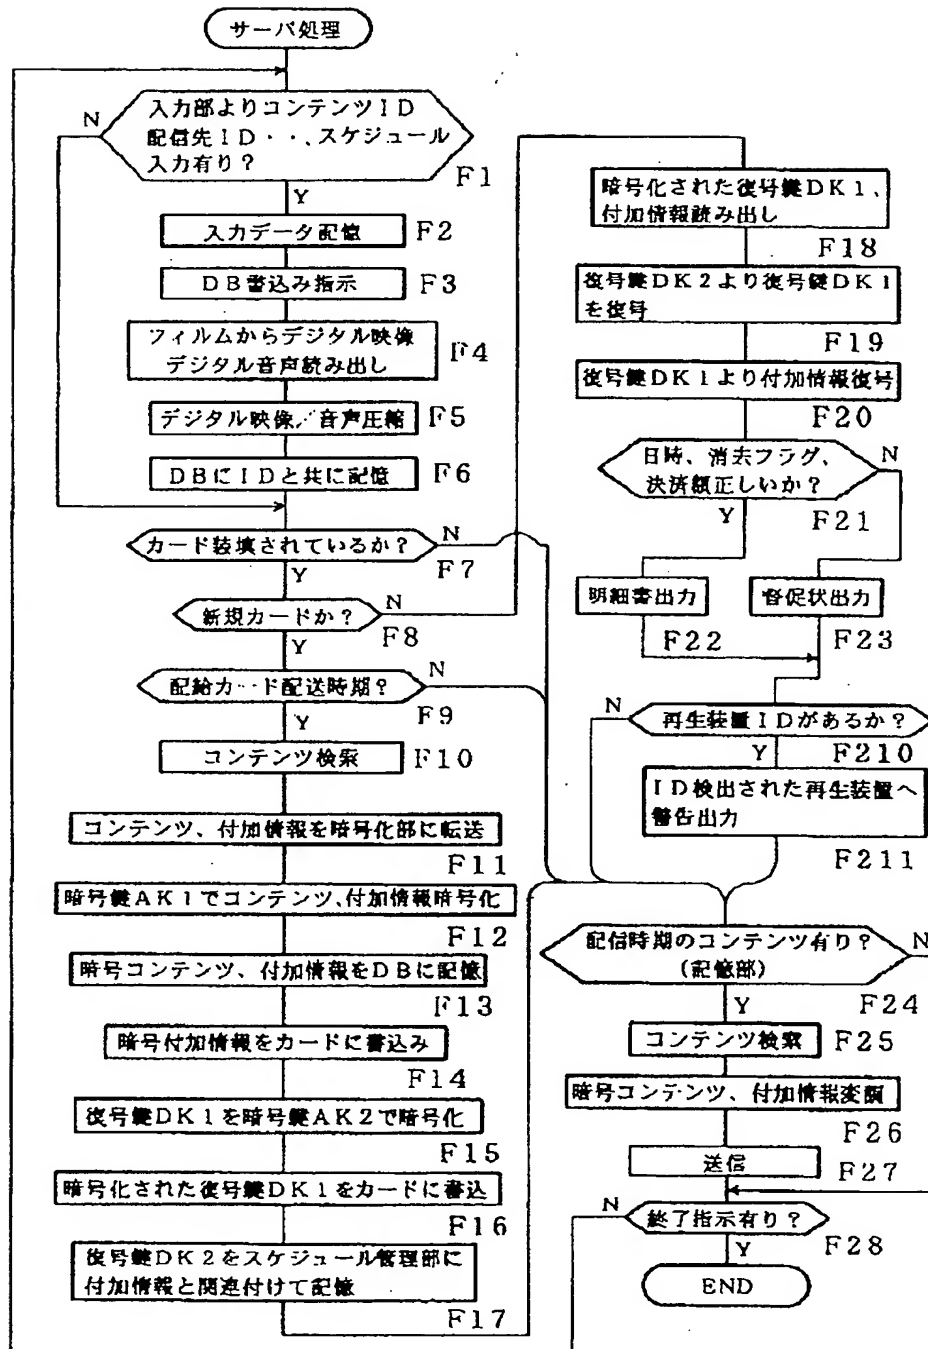 サーバ処理
入力部よりコンテンツID
配信先ID・・、スケジュール
入力有り?
N
F1
Y
入力データ記憶
F2
DB書込み指示
F3
フィルムからデジタル映像
デジタル音声読み出し
F4
デジタル映像/音声圧縮
F5
DBにIDと共に記憶
F6
カード装填されているか?
N
F7
Y
新規カードか?
N
F8
Y
配給カード配送時期?
N
F9
Y
コンテンツ検索
F10
コンテンツ、付加情報を暗号化部に転送
F11
暗号鍵AK1でコンテンツ、付加情報暗号化
F12
暗号コンテンツ、付加情報をDBに記憶
F13
暗号付加情報をカードに書込み
F14
復号鍵DK1を暗号鍵AK2で暗号化
F15
暗号化された復号鍵DK1をカードに書込
F16
復号鍵DK2をスケジュール管理部に
付加情報と関連付けて記憶
F17
暗号化された復号鍵DK1、
付加情報読み出し
F18
復号鍵DK2より復号鍵DK1
を復号
F19
復号鍵DK1より付加情報復号
F20
日時、消去フラグ、
決済額正しいか?
N
F21
Y
明細書出力
F22
督促状出力
F23
再生装置IDがあるか?
N
F210
Y
ID検出された再生装置へ
警告出力
F211
配信時期のコンテンツ有り?
(記憶部)
N
F24
Y
コンテンツ検索
F25
暗号コンテンツ、付加情報変調
F26
送信
F27
終了指示有り?
N
F28
Y
END